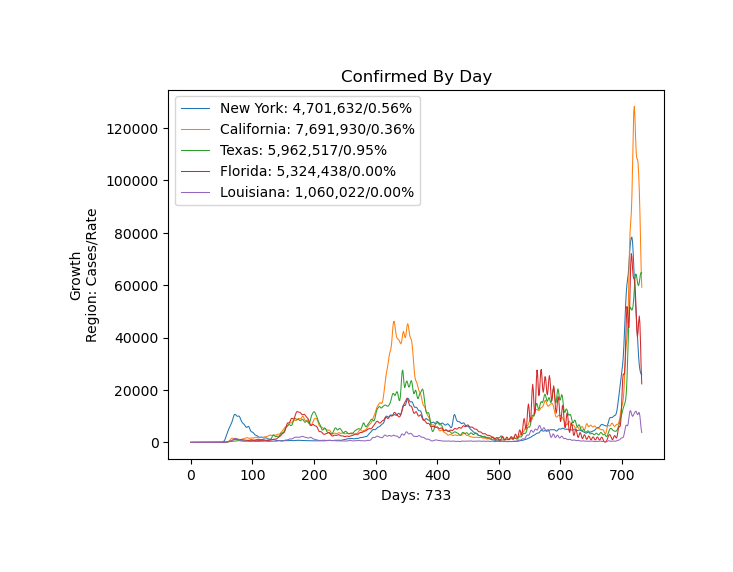 Confirmed By Day
New York: 4,701,632/0.56%
California: 7,691,930/0.36%
Texas: 5,962,517/0.95%
Florida: 5,324,438/0.00%
Louisiana: 1,060,022/0.00%
Growth
Region: Cases/Rate
120000
100000
80000
60000
40000
20000
0
0 100 200 300 400 500 600 700
Days: 733